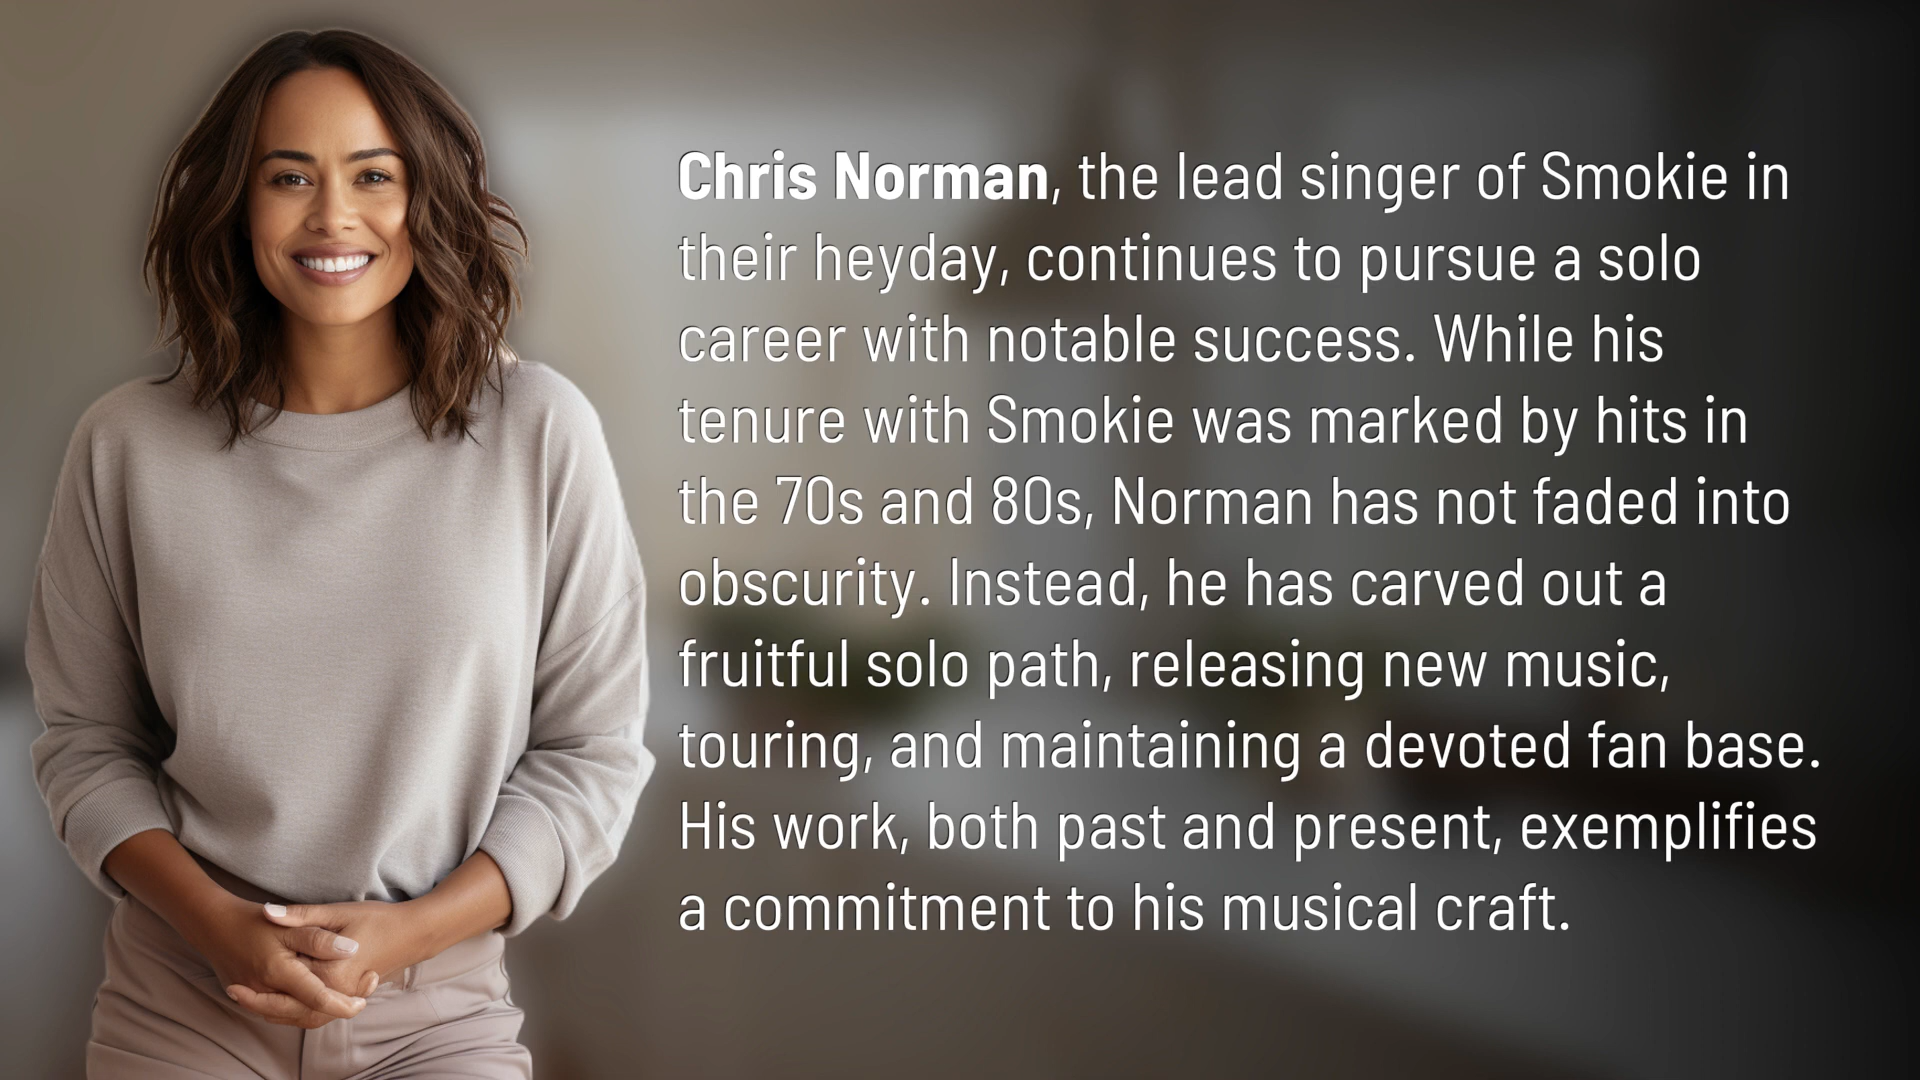 Chris Norman, the lead singer of Smokie in
their heyday, continues to pursue a solo
career with notable success. While his
tenure with Smokie was marked by hits in
the 70s and 80s, Norman has not faded into
obscurity. Instead, he has carved out a
fruitful solo path, releasing new music,
touring, and maintaining a devoted fan base.
His work, both past and present, exemplifies
a commitment to his musical craft.